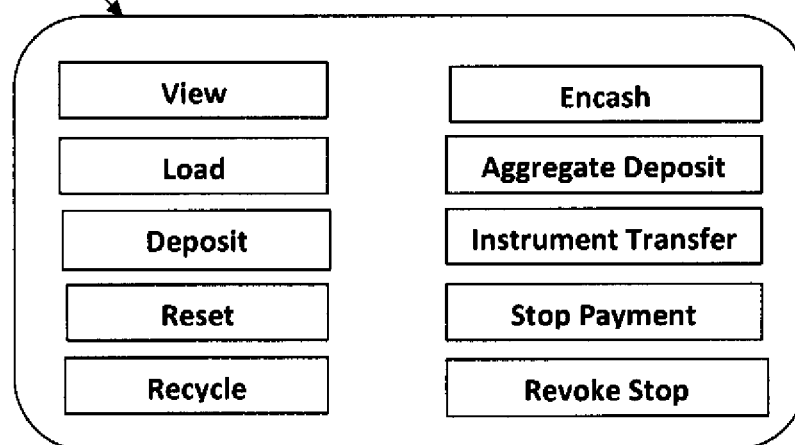 View
Load
Deposit
Reset
Recycle
Encash
Aggregate Deposit
Instrument Transfer
Stop Payment
Revoke Stop